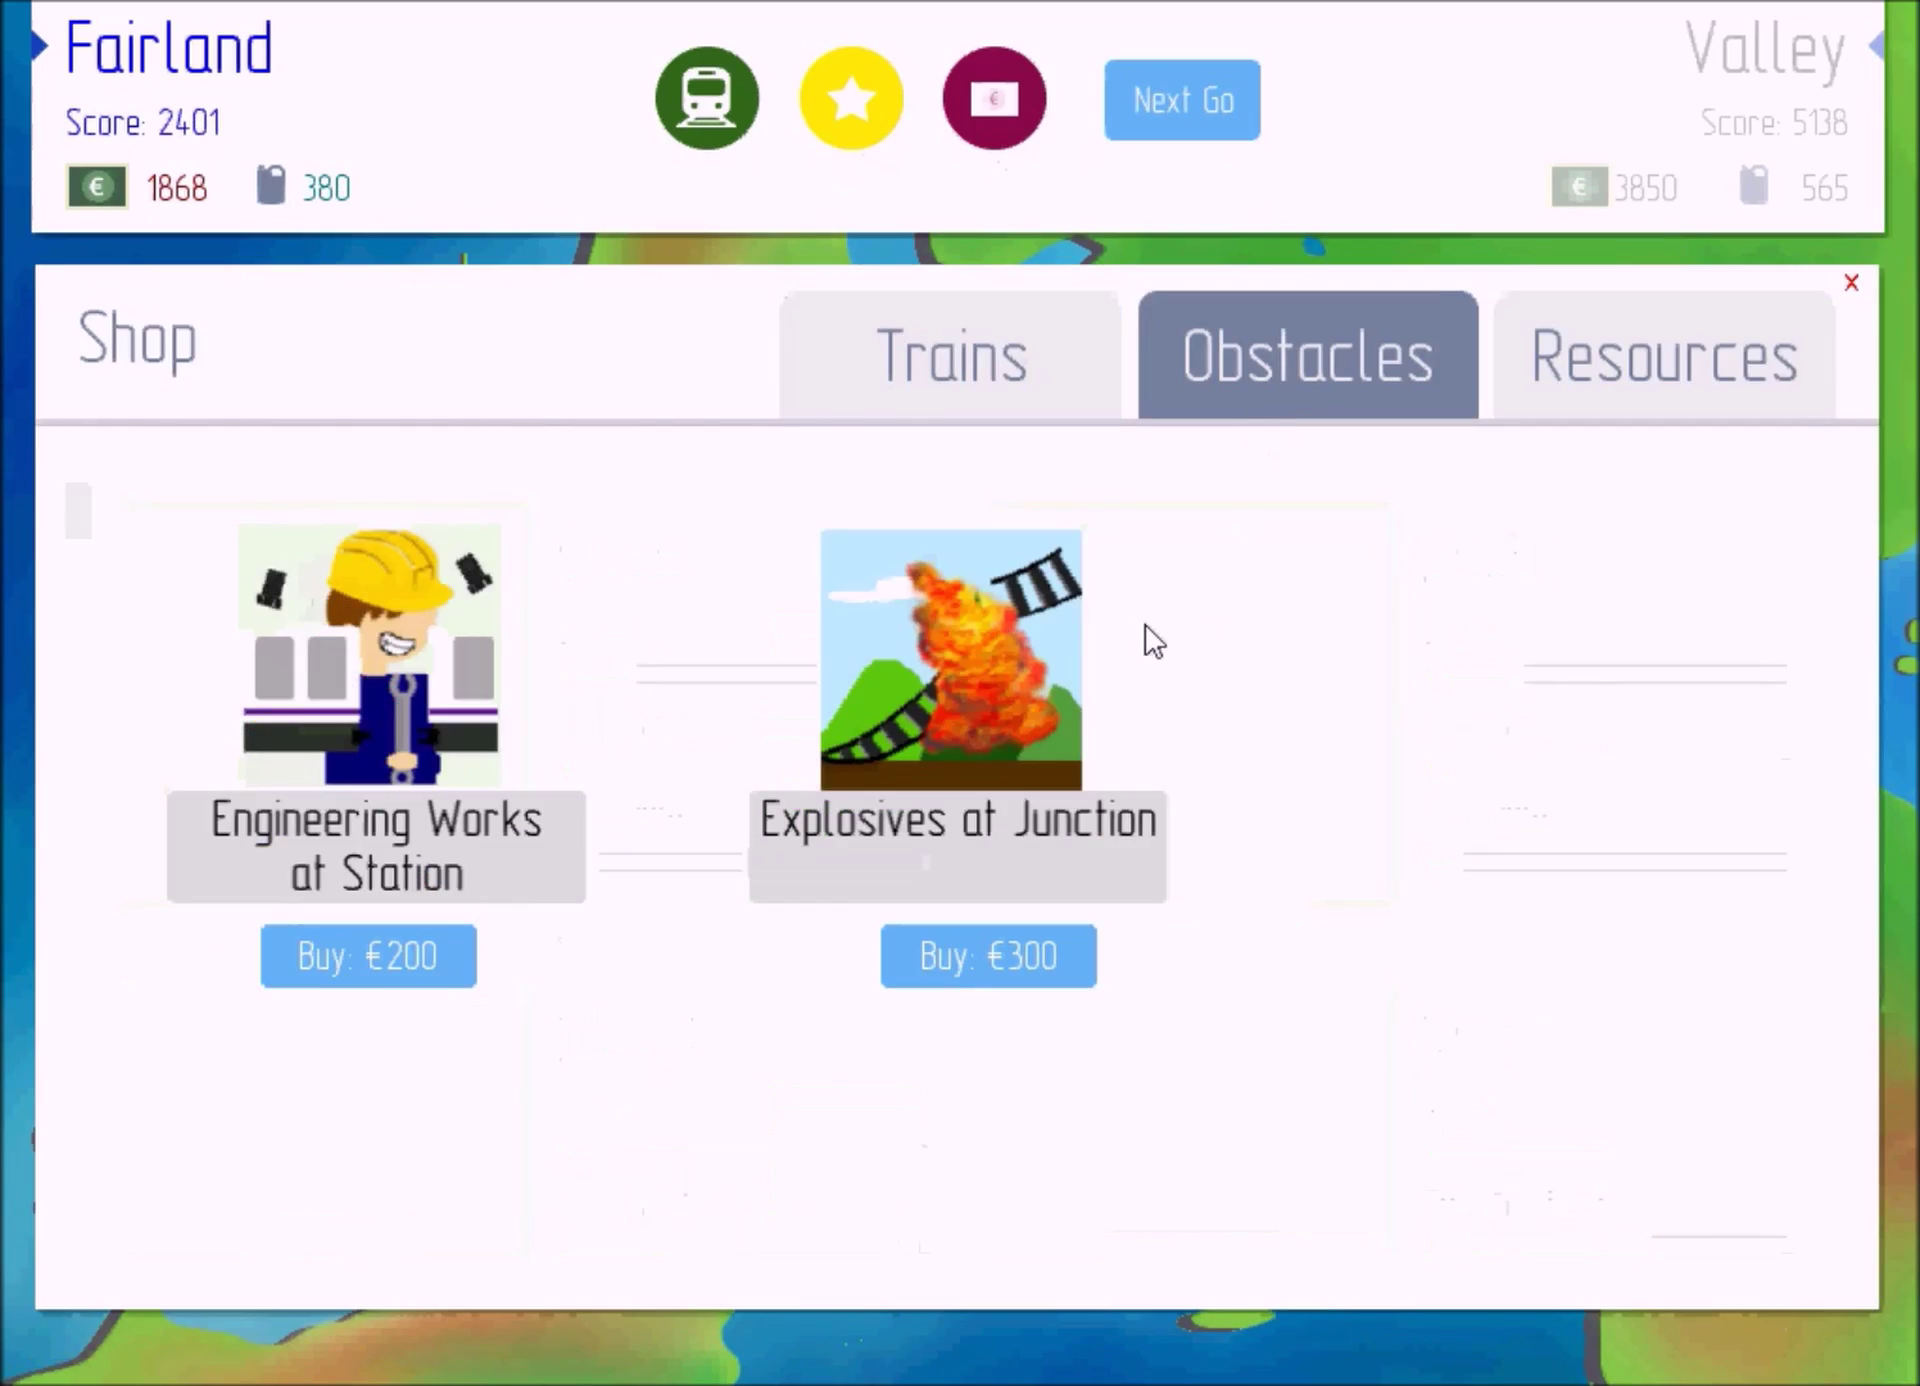 Fairland
Valley
Score: 2401
Next Go
Score: 5138
€ 1868 380
€
€ 3850 565
Shop
Trains
Obstacles
Resources
X
Engineering Works
at Station
Explosives at Junction
Buy: €200
Buy: €300